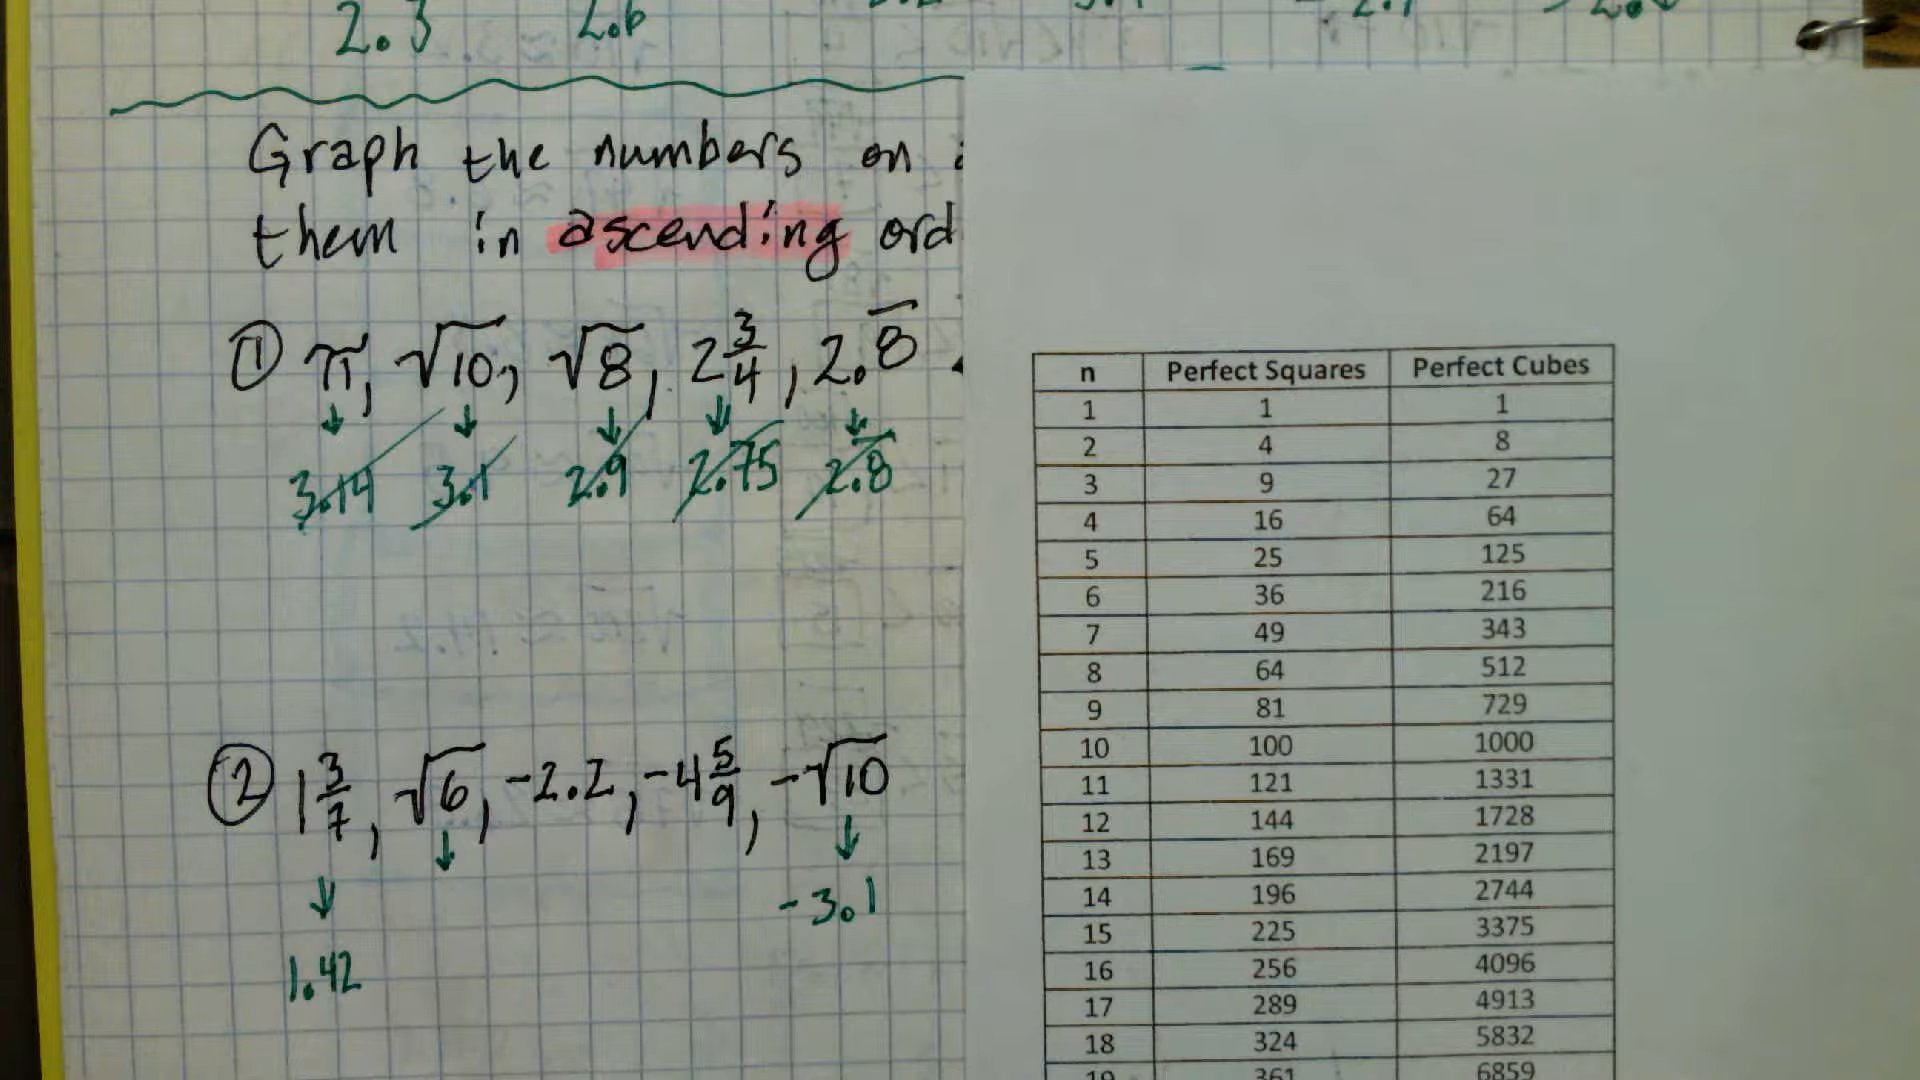 2.3 2.6
Graph the numbers on
them in ascending ord
① π, √10, √8, 2 3/4, 2.8̅
↓ ↓ ↓ ↓ ↓
3.14 3.1 2.9 2.75 2.8̅
② 1 3/7, √6, -2.2, -4 5/9, -√10
↓ ↓ ↓
-3.1
1.42
n Perfect Squares Perfect Cubes
1 1 1
2 4 8
3 9 27
4 16 64
5 25 125
6 36 216
7 49 343
8 64 512
9 81 729
10 100 1000
11 121 1331
12 144 1728
13 169 2197
14 196 2744
15 225 3375
16 256 4096
17 289 4913
18 324 5832
19 361 6859